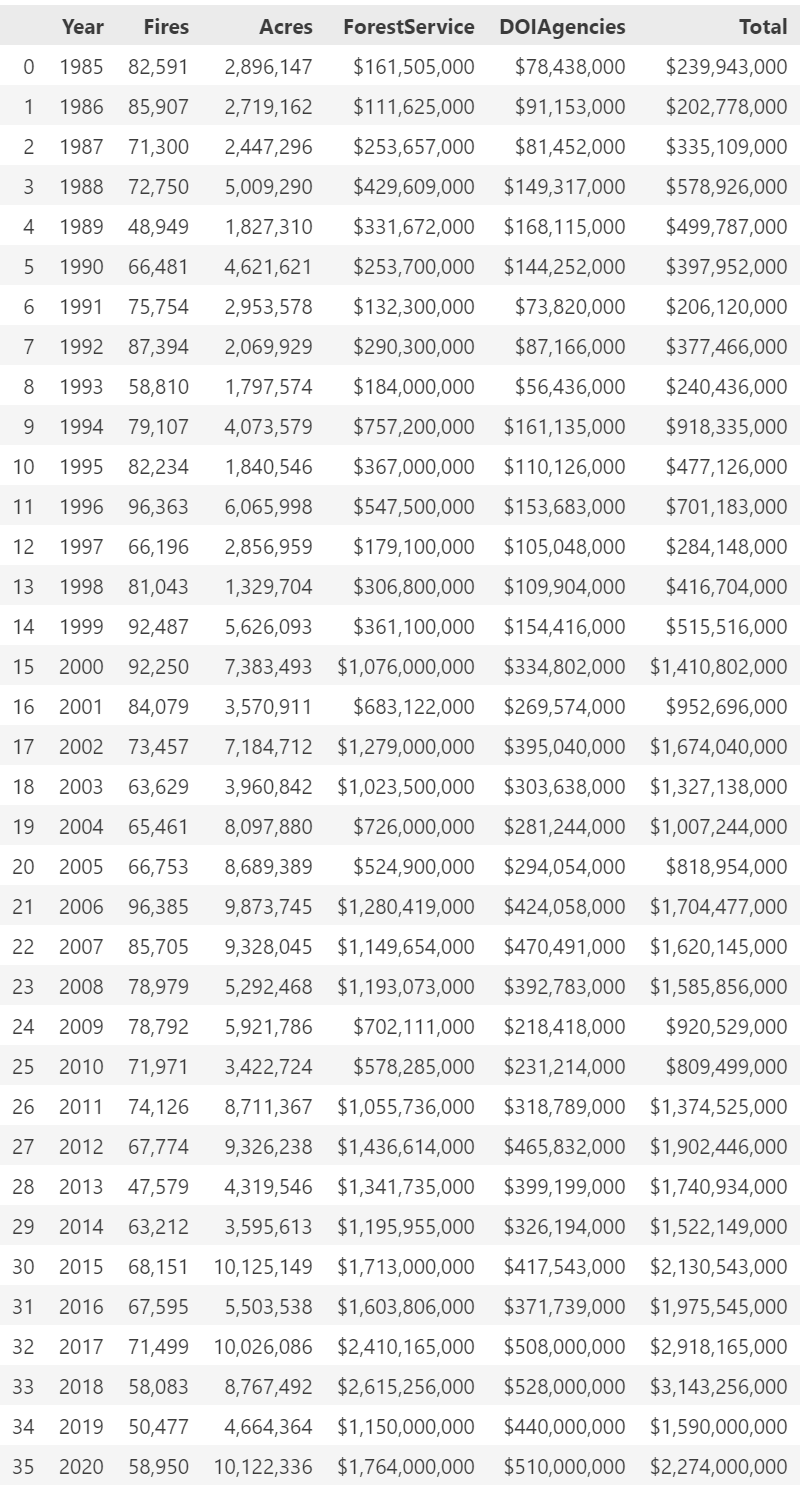 Year Fires Acres ForestService DOIAgencies Total
0 1985 82,591 2,896,147 $161,505,000 $78,438,000 $239,943,000
1 1986 85,907 2,719,162 $111,625,000 $91,153,000 $202,778,000
2 1987 71,300 2,447,296 $253,657,000 $81,452,000 $335,109,000
3 1988 72,750 5,009,290 $429,609,000 $149,317,000 $578,926,000
4 1989 48,949 1,827,310 $331,672,000 $168,115,000 $499,787,000
5 1990 66,481 4,621,621 $253,700,000 $144,252,000 $397,952,000
6 1991 75,754 2,953,578 $132,300,000 $73,820,000 $206,120,000
7 1992 87,394 2,069,929 $290,300,000 $87,166,000 $377,466,000
8 1993 58,810 1,797,574 $184,000,000 $56,436,000 $240,436,000
9 1994 79,107 4,073,579 $757,200,000 $161,135,000 $918,335,000
10 1995 82,234 1,840,546 $367,000,000 $110,126,000 $477,126,000
11 1996 96,363 6,065,998 $547,500,000 $153,683,000 $701,183,000
12 1997 66,196 2,856,959 $179,100,000 $105,048,000 $284,148,000
13 1998 81,043 1,329,704 $306,800,000 $109,904,000 $416,704,000
14 1999 92,487 5,626,093 $361,100,000 $154,416,000 $515,516,000
15 2000 92,250 7,383,493 $1,076,000,000 $334,802,000 $1,410,802,000
16 2001 84,079 3,570,911 $683,122,000 $269,574,000 $952,696,000
17 2002 73,457 7,184,712 $1,279,000,000 $395,040,000 $1,674,040,000
18 2003 63,629 3,960,842 $1,023,500,000 $303,638,000 $1,327,138,000
19 2004 65,461 8,097,880 $726,000,000 $281,244,000 $1,007,244,000
20 2005 66,753 8,689,389 $524,900,000 $294,054,000 $818,954,000
21 2006 96,385 9,873,745 $1,280,419,000 $424,058,000 $1,704,477,000
22 2007 85,705 9,328,045 $1,149,654,000 $470,491,000 $1,620,145,000
23 2008 78,979 5,292,468 $1,193,073,000 $392,783,000 $1,585,856,000
24 2009 78,792 5,921,786 $702,111,000 $218,418,000 $920,529,000
25 2010 71,971 3,422,724 $578,285,000 $231,214,000 $809,499,000
26 2011 74,126 8,711,367 $1,055,736,000 $318,789,000 $1,374,525,000
27 2012 67,774 9,326,238 $1,436,614,000 $465,832,000 $1,902,446,000
28 2013 47,579 4,319,546 $1,341,735,000 $399,199,000 $1,740,934,000
29 2014 63,212 3,595,613 $1,195,955,000 $326,194,000 $1,522,149,000
30 2015 68,151 10,125,149 $1,713,000,000 $417,543,000 $2,130,543,000
31 2016 67,595 5,503,538 $1,603,806,000 $371,739,000 $1,975,545,000
32 2017 71,499 10,026,086 $2,410,165,000 $508,000,000 $2,918,165,000
33 2018 58,083 8,767,492 $2,615,256,000 $528,000,000 $3,143,256,000
34 2019 50,477 4,664,364 $1,150,000,000 $440,000,000 $1,590,000,000
35 2020 58,950 10,122,336 $1,764,000,000 $510,000,000 $2,274,000,000